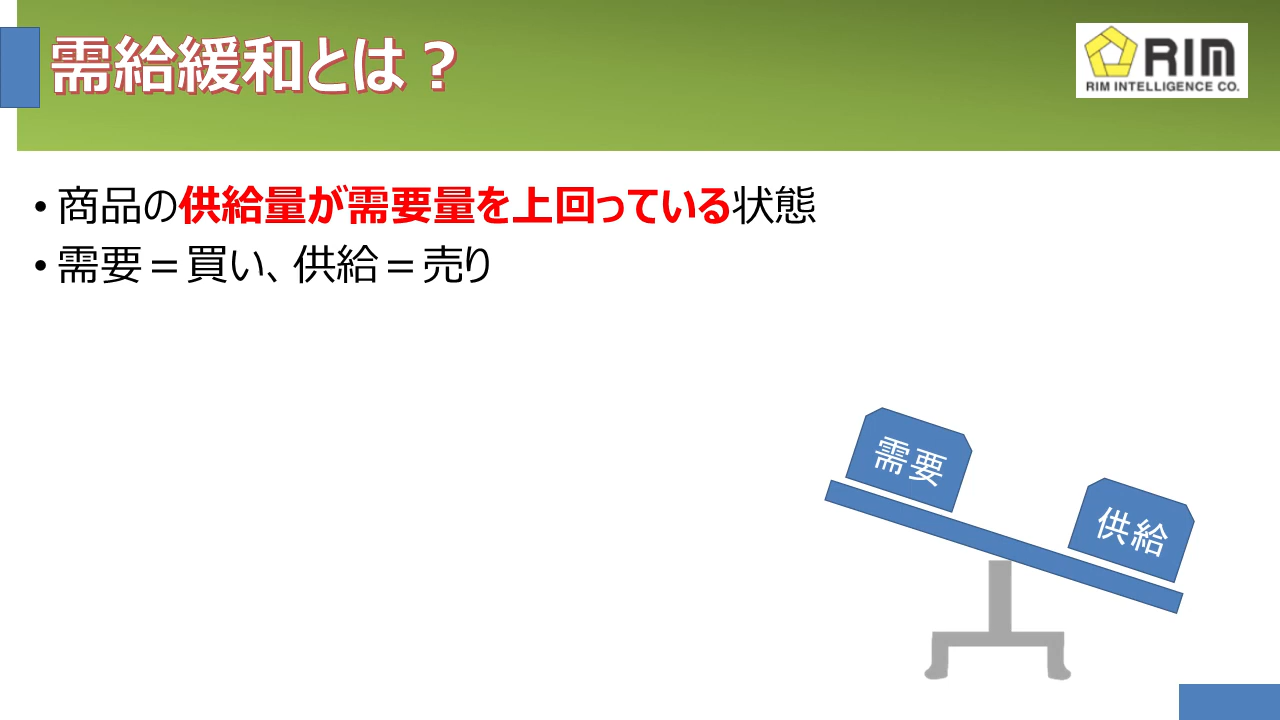 需給緩和とは？
RIM
RIM INTELLIGENCE CO.
• 商品の供給量が需要量を上回っている状態
• 需要＝買い、供給＝売り
需要
供給